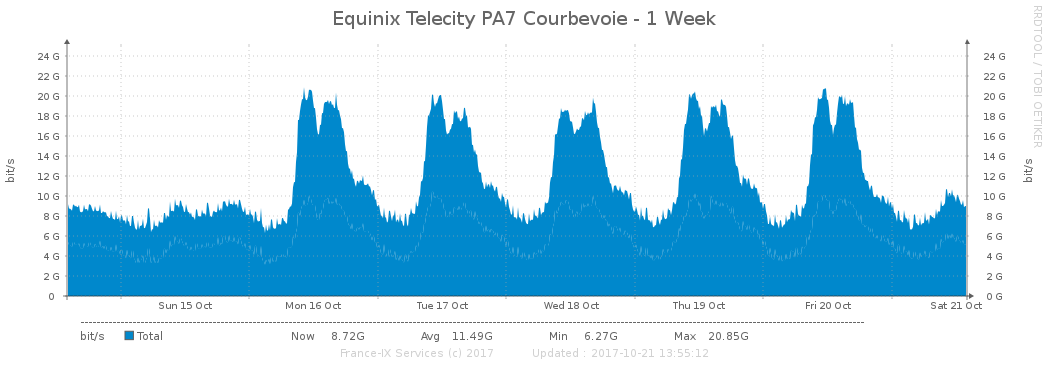 Equinix Telecity PA7 Courbevoie - 1 Week
RRDTOOL / TOBI OETIKER
bit/s
24 G 24 G
22 G 22 G
20 G 20 G
18 G 18 G
16 G 16 G
14 G 14 G
12 G 12 G
10 G 10 G
8 G 8 G
6 G 6 G
4 G 4 G
2 G 2 G
0 0 G
bit/s
Sun 15 Oct Mon 16 Oct Tue 17 Oct Wed 18 Oct Thu 19 Oct Fri 20 Oct Sat 21 Oct
bit/s Total Now 8.72G Avg 11.49G Min 6.27G Max 20.85G
France-IX Services (c) 2017 Updated : 2017-10-21 13:55:12